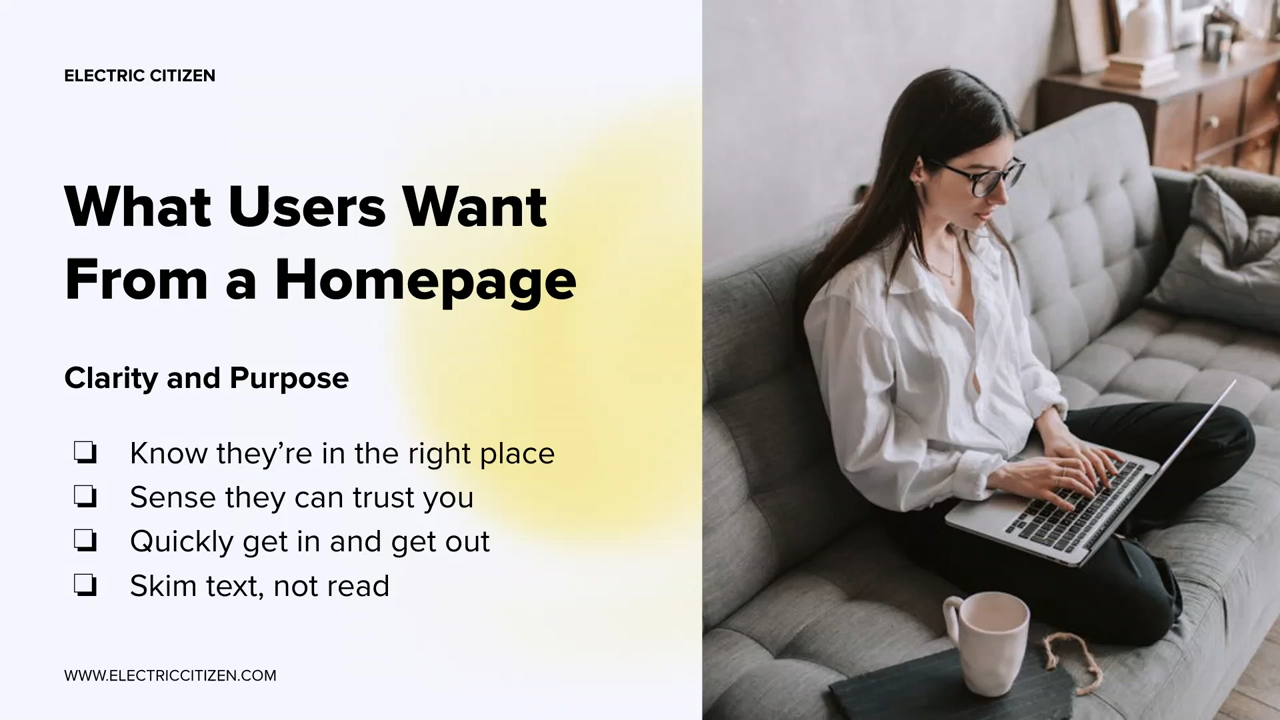 ELECTRIC CITIZEN
What Users Want
From a Homepage
Clarity and Purpose
❏ Know they’re in the right place
❏ Sense they can trust you
❏ Quickly get in and get out
❏ Skim text, not read
WWW.ELECTRICCITIZEN.COM